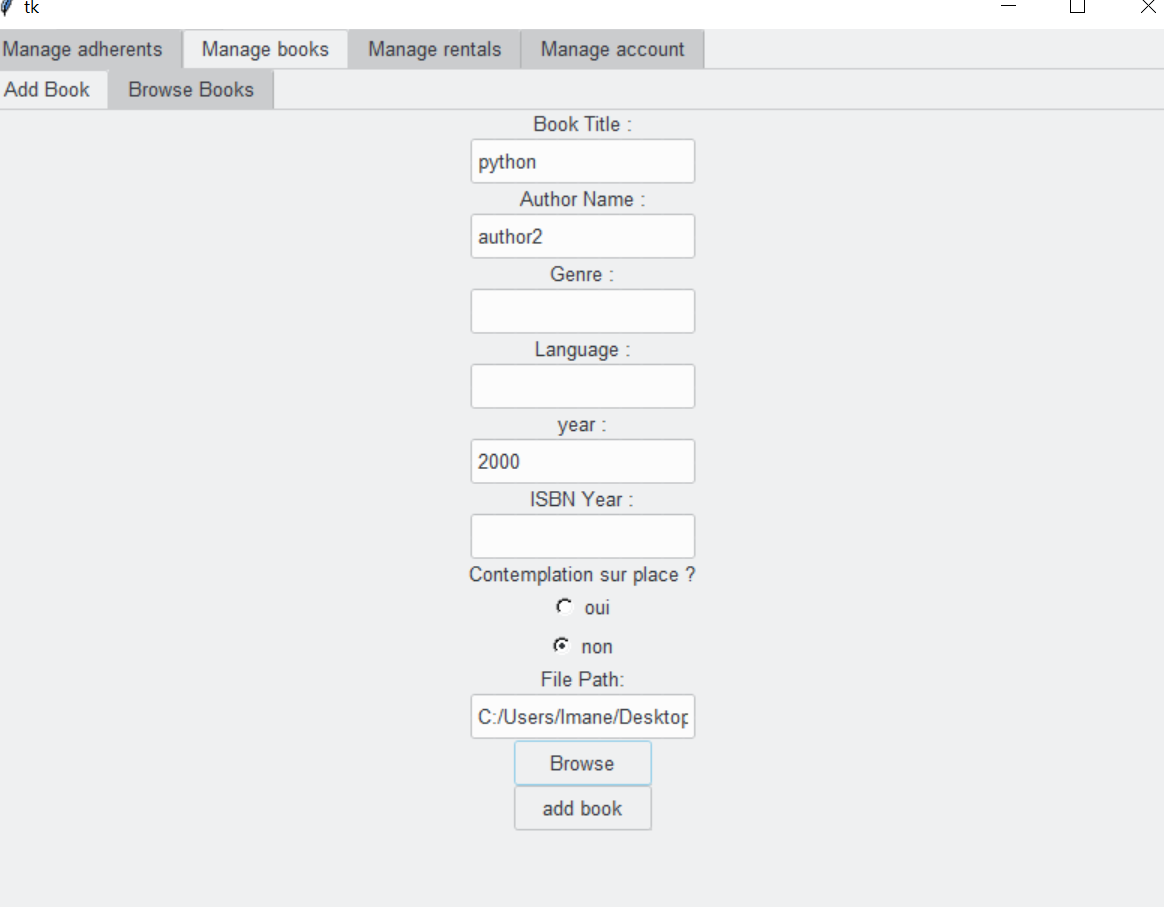 tk
Manage adherents Manage books Manage rentals Manage account
Add Book Browse Books
Book Title :
python
Author Name :
author2
Genre :
Language :
year :
2000
ISBN Year :
Contemplation sur place ?
oui
non
File Path:
C:/Users/Imane/Desktop
Browse
add book